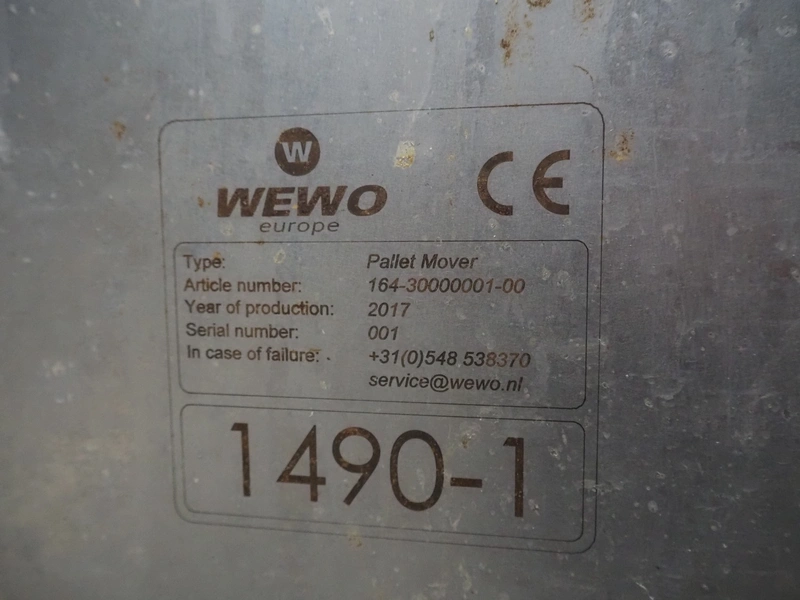 W
WEWO CE
europe
Type: Pallet Mover
Article number: 164-30000001-00
Year of production: 2017
Serial number: 001
In case of failure: +31(0)548 538370
service@wewo.nl
1490-1